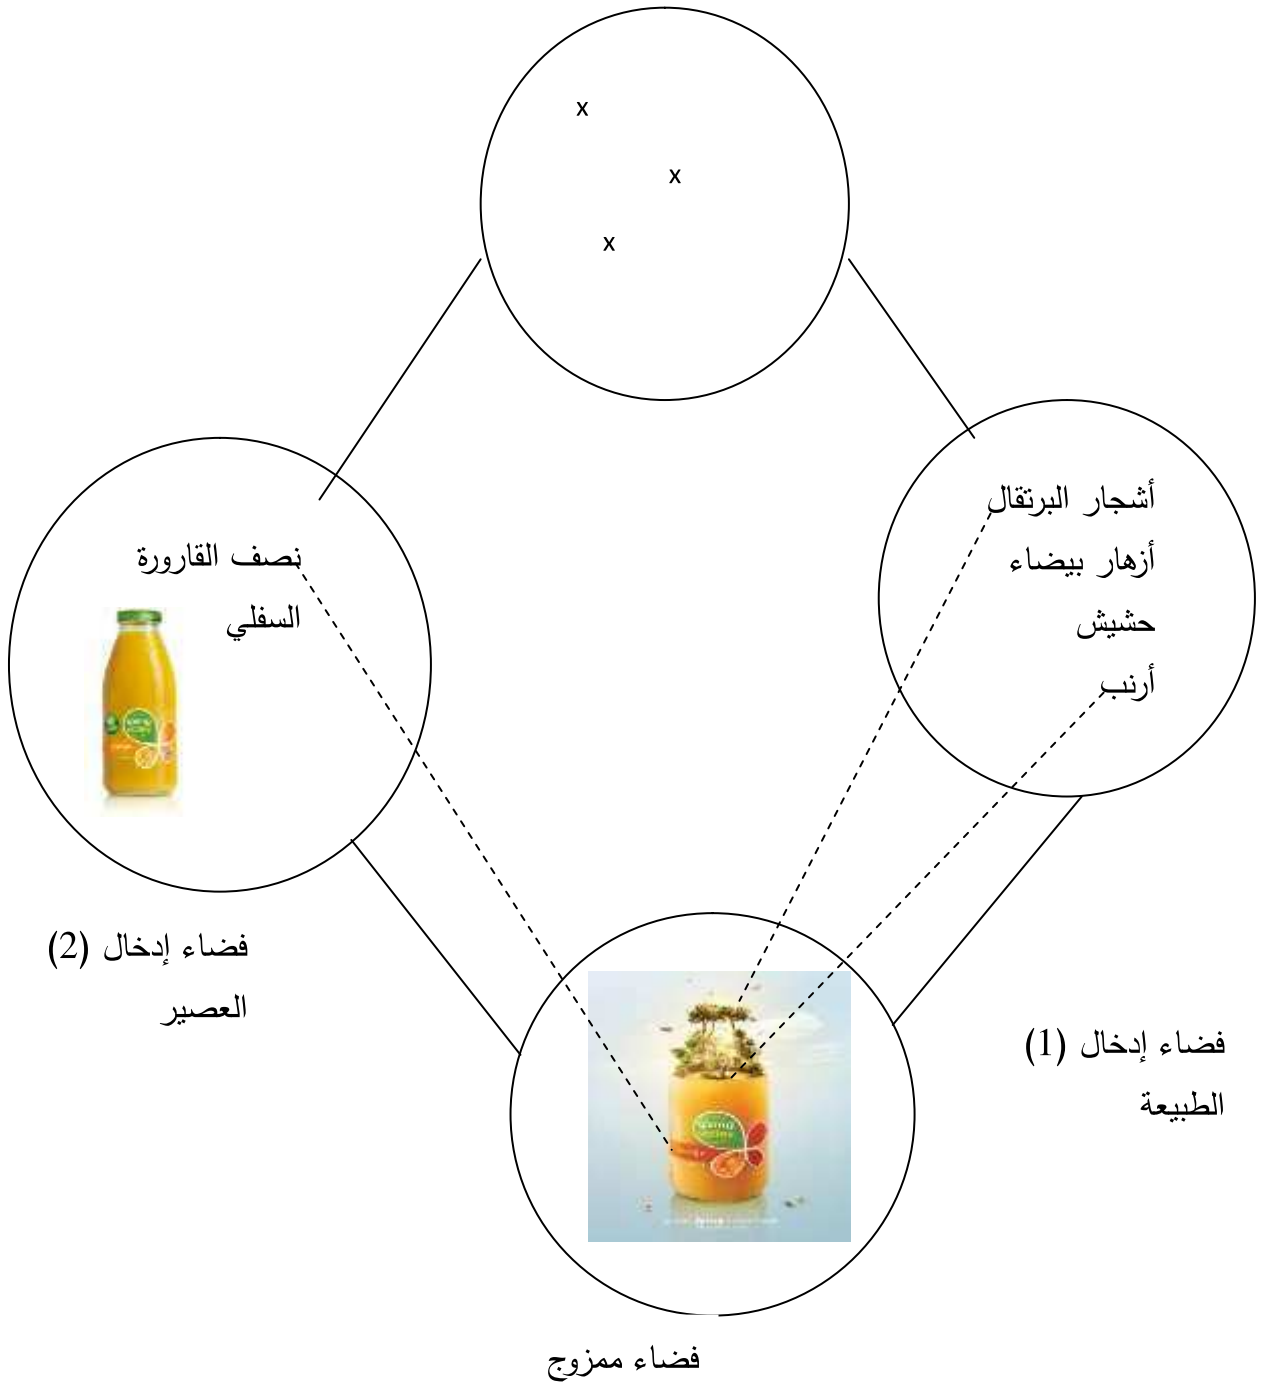 x
x
x
أشجار البرتقال
أزهار بيضاء
حشيش
أرنب
نصف القارورة
السفلي
فضاء إدخال (2)
العصير
فضاء إدخال (1)
الطبيعة
فضاء ممزوج